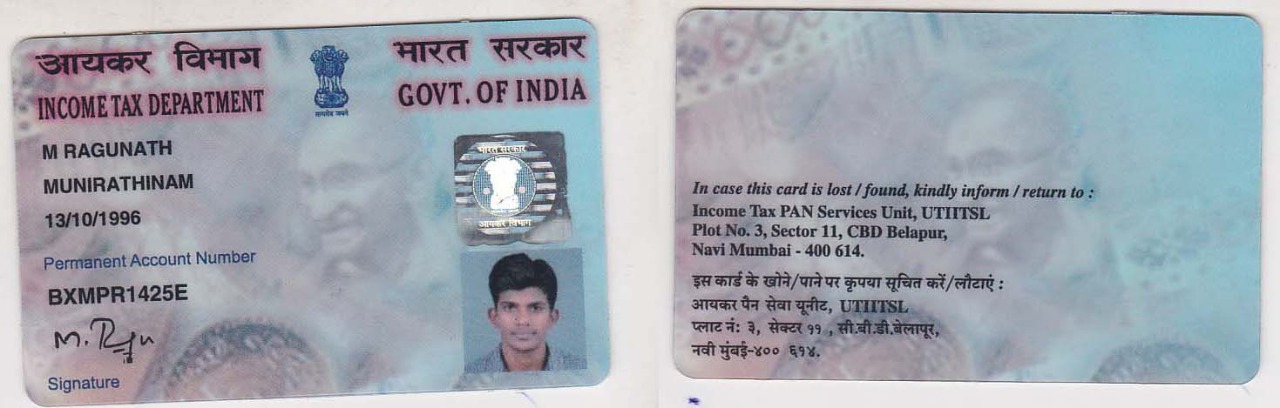 आयकर विभाग
भारत सरकार
INCOME TAX DEPARTMENT
GOVT. OF INDIA
सत्यमेव जयते
M RAGUNATH
MUNIRATHINAM
13/10/1996
Permanent Account Number
BXMPR1425E
M. Ragu
Signature
भारत सरकार
आयकर विभाग
In case this card is lost / found, kindly inform / return to :
Income Tax PAN Services Unit, UTIITSL
Plot No. 3, Sector 11, CBD Belapur,
Navi Mumbai - 400 614.
इस कार्ड के खोने/पाने पर कृपया सूचित करें/लौटाएं :
आयकर पैन सेवा यूनीट, UTIITSL
प्लाट नं: ३, सेक्टर ११ , सी.बी.डी.बेलापूर,
नवी मुंबई-४०० ६१४.